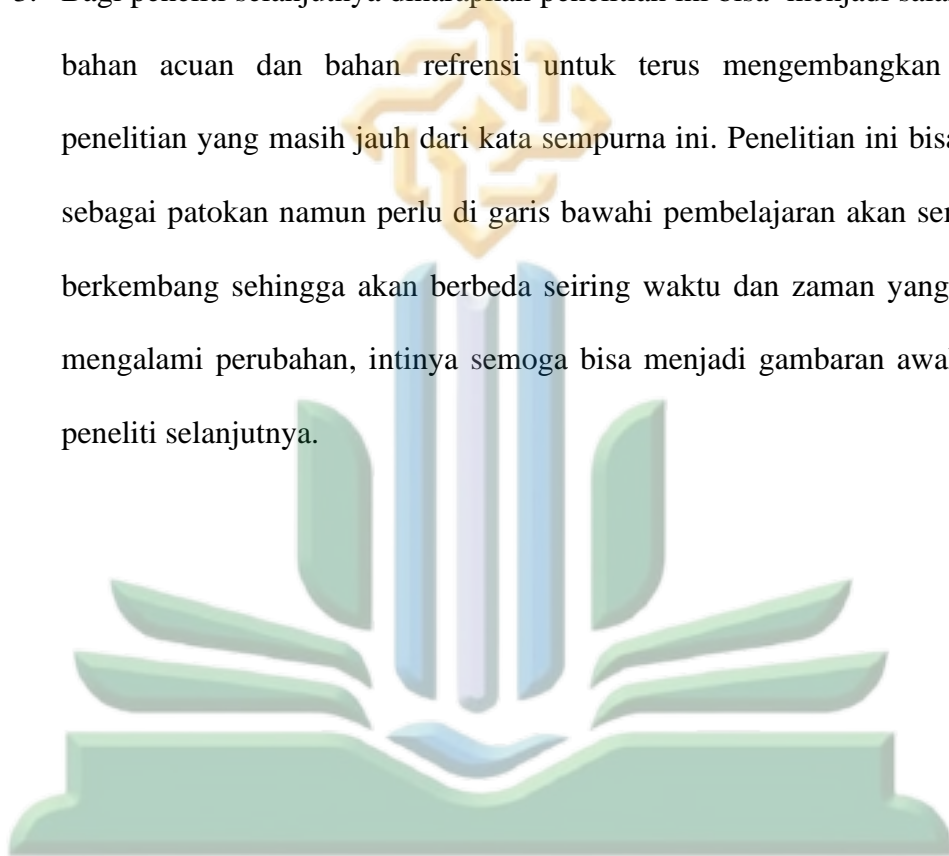 bahan acuan dan bahan refrensi untuk terus mengembangkan
penelitian yang masih jauh dari kata sempurna ini. Penelitian ini bisa
sebagai patokan namun perlu di garis bawahi pembelajaran akan
berkembang sehingga akan berbeda seiring waktu dan zaman yang
mengalami perubahan, intinya semoga bisa menjadi gambaran
peneliti selanjutnya.